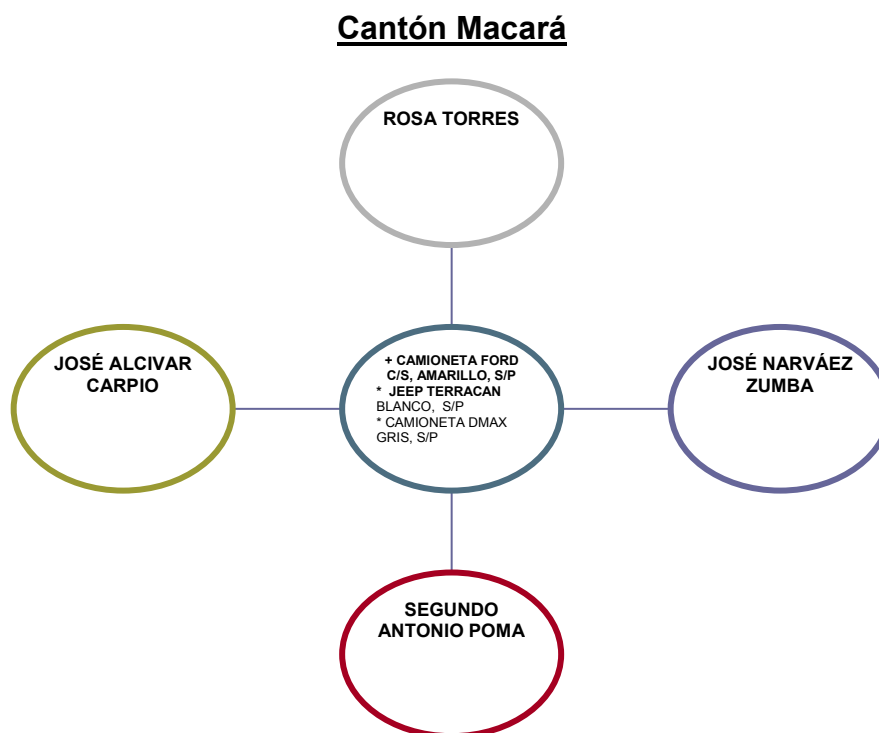 Cantón Macará
ROSA TORRES
JOSÉ ALCIVAR
CARPIO
+ CAMIONETA FORD
C/S, AMARILLO, S/P
* JEEP TERRACAN
BLANCO, S/P
* CAMIONETA DMAX
GRIS, S/P
JOSÉ NARVÁEZ
ZUMBA
SEGUNDO
ANTONIO POMA